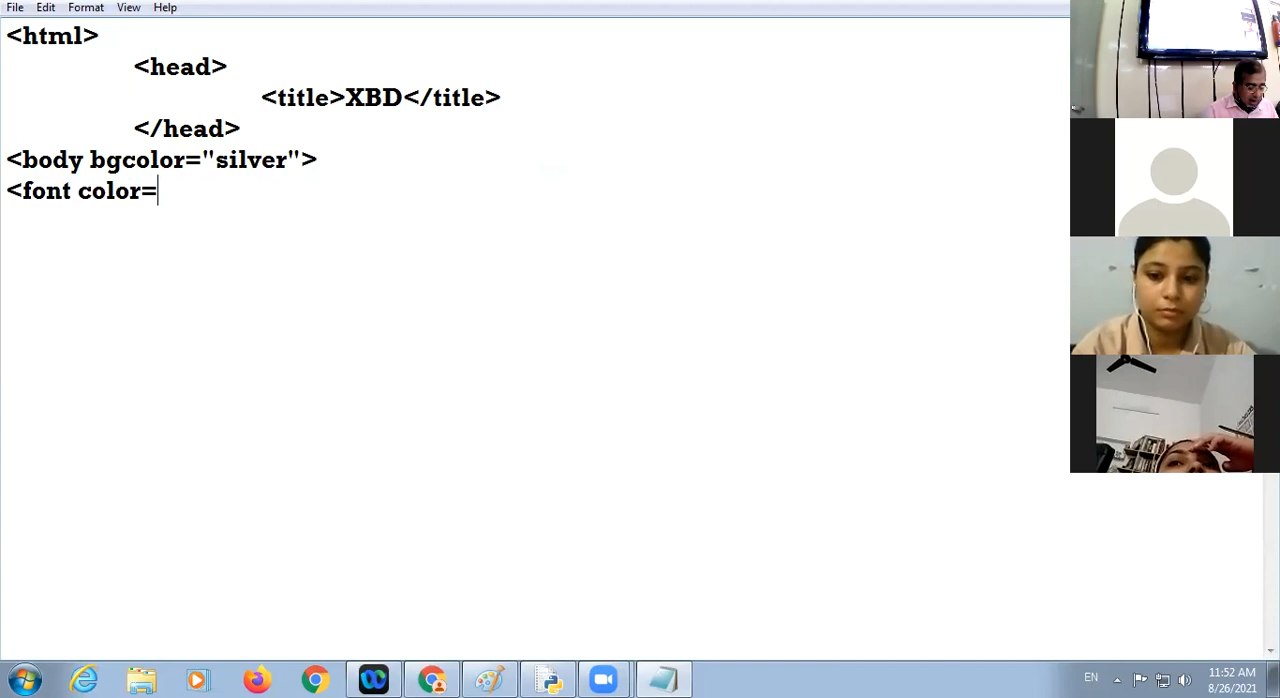 File Edit Format View Help
<html>
<head>
<title>XBD</title>
</head>
<body bgcolor="silver">
<font color=
EN
11:52 AM
8/26/2021